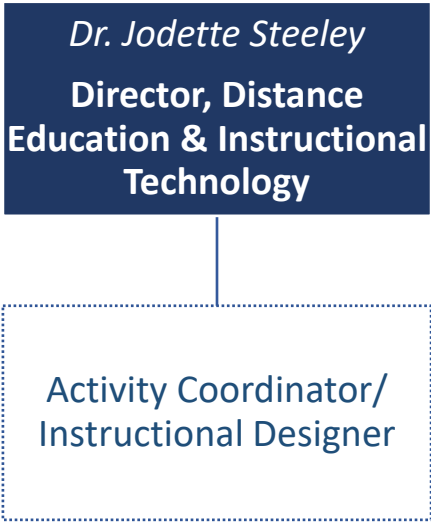 Dr. Jodette Steeley
Director, Distance
Education & Instructional
Technology
Activity Coordinator/
Instructional Designer